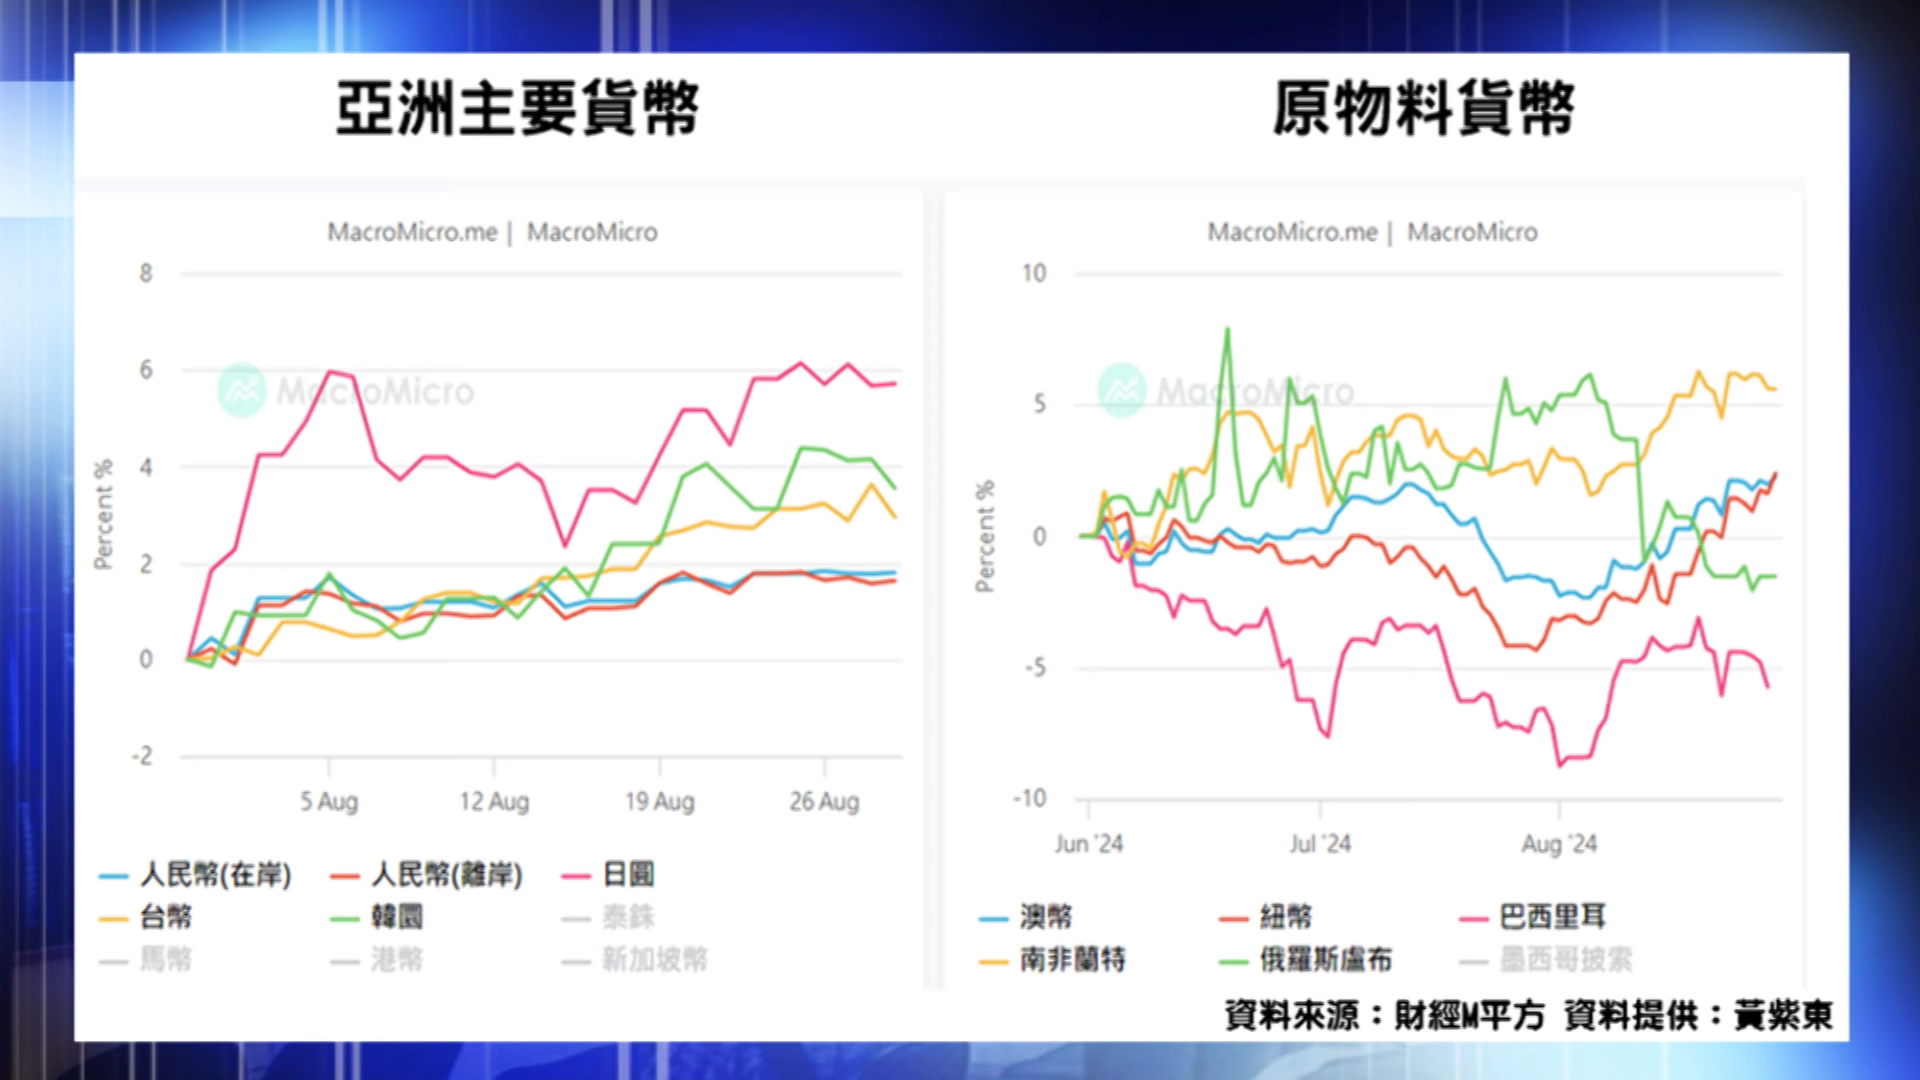 亞洲主要貨幣
原物料貨幣
MacroMicro.me | MacroMicro
MacroMicro
Percent %
8
6
4
2
0
-2
5 Aug
12 Aug
19 Aug
26 Aug
人民幣(在岸)
人民幣(離岸)
日圓
台幣
韓圜
泰銖
馬幣
港幣
新加坡幣
MacroMicro.me | MacroMicro
MacroMicro
Percent %
10
5
0
-5
-10
Jun '24
Jul '24
Aug '24
澳幣
紐幣
巴西里耳
南非蘭特
俄羅斯盧布
墨西哥披索
資料來源：財經M平方 資料提供：黃紫東